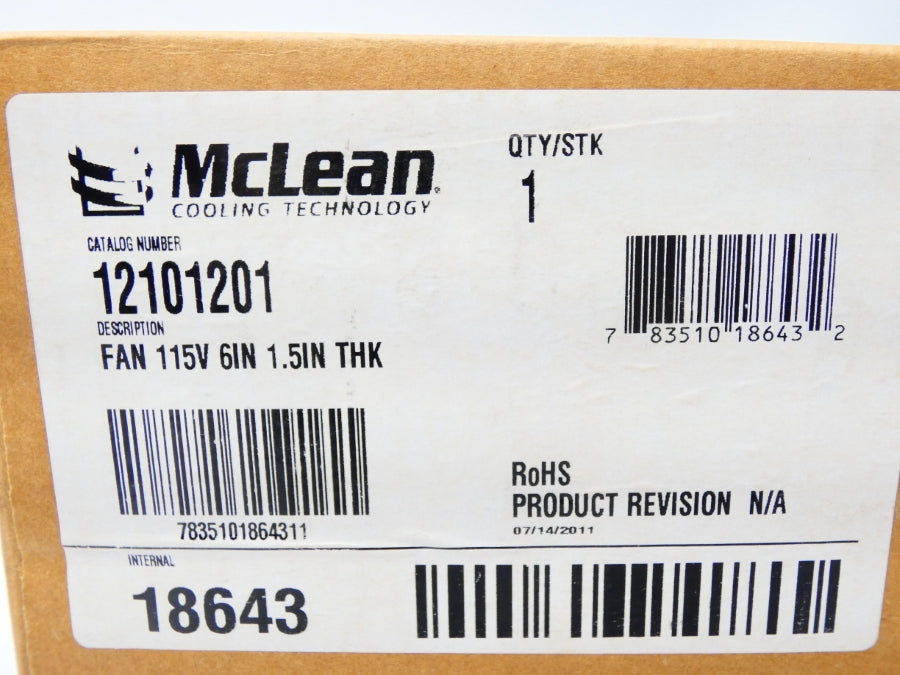 McLean
COOLING TECHNOLOGY
QTY/STK
1
CATALOG NUMBER
12101201
DESCRIPTION
FAN 115V 6IN 1.5IN THK
7 83510 18643 2
7835101864311
RoHS
PRODUCT REVISION N/A
07/14/2011
INTERNAL
18643